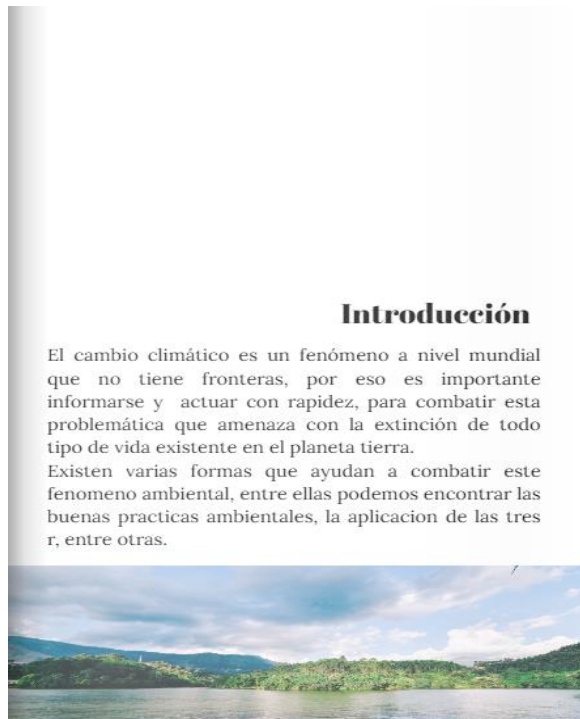 Introducción
El cambio climático es un fenómeno a nivel mundial
que no tiene fronteras, por eso es importante
informarse y actuar con rapidez, para combatir esta
problemática que amenaza con la extinción de todo
tipo de vida existente en el planeta tierra.
Existen varias formas que ayudan a combatir este
fenomeno ambiental, entre ellas podemos encontrar las
buenas practicas ambientales, la aplicacion de las tres
r, entre otras.